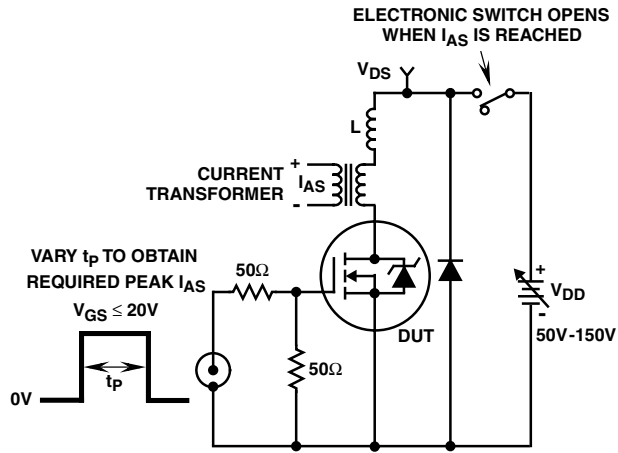 ELECTRONIC SWITCH OPENS
WHEN IAS IS REACHED
VDS
L
CURRENT
TRANSFORMER
+
IAS
-
VARY tP TO OBTAIN
REQUIRED PEAK IAS
VGS ≤ 20V
50Ω
DUT
+
VDD
-
50V-150V
50Ω
0V
tP